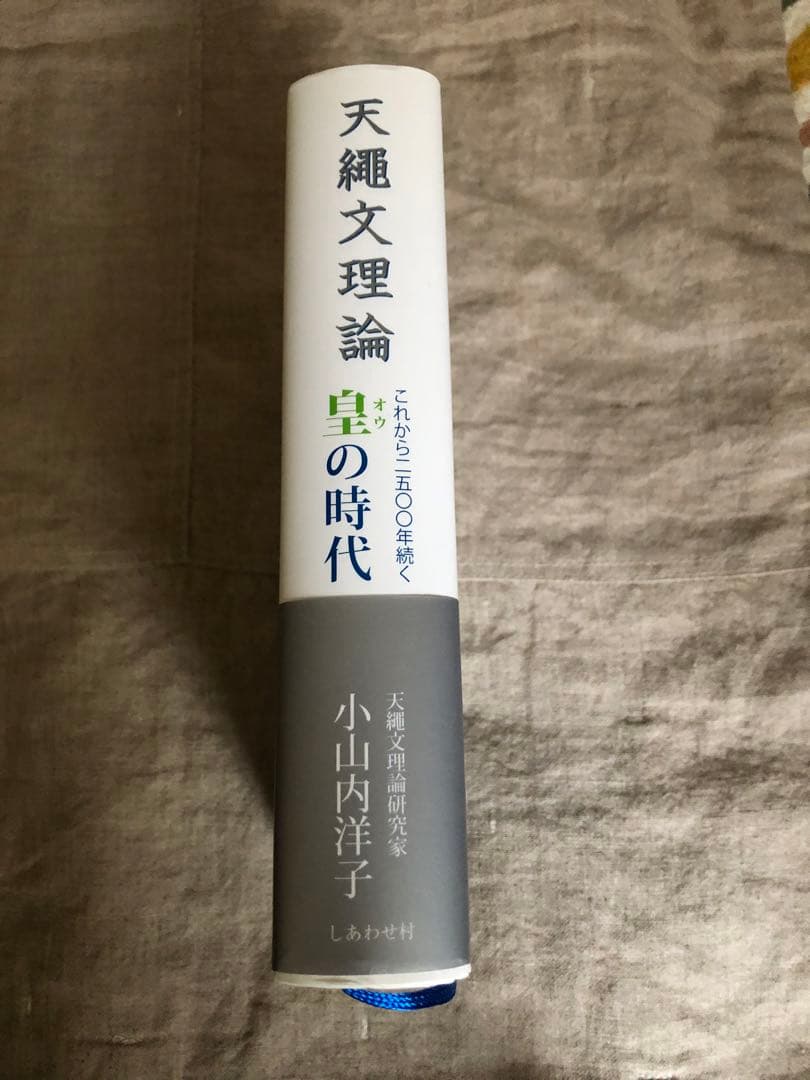 天繩文理論
これから二五〇〇年続く
皇の時代
オウ
天繩文理論研究家
小山内洋子
しあわせ村